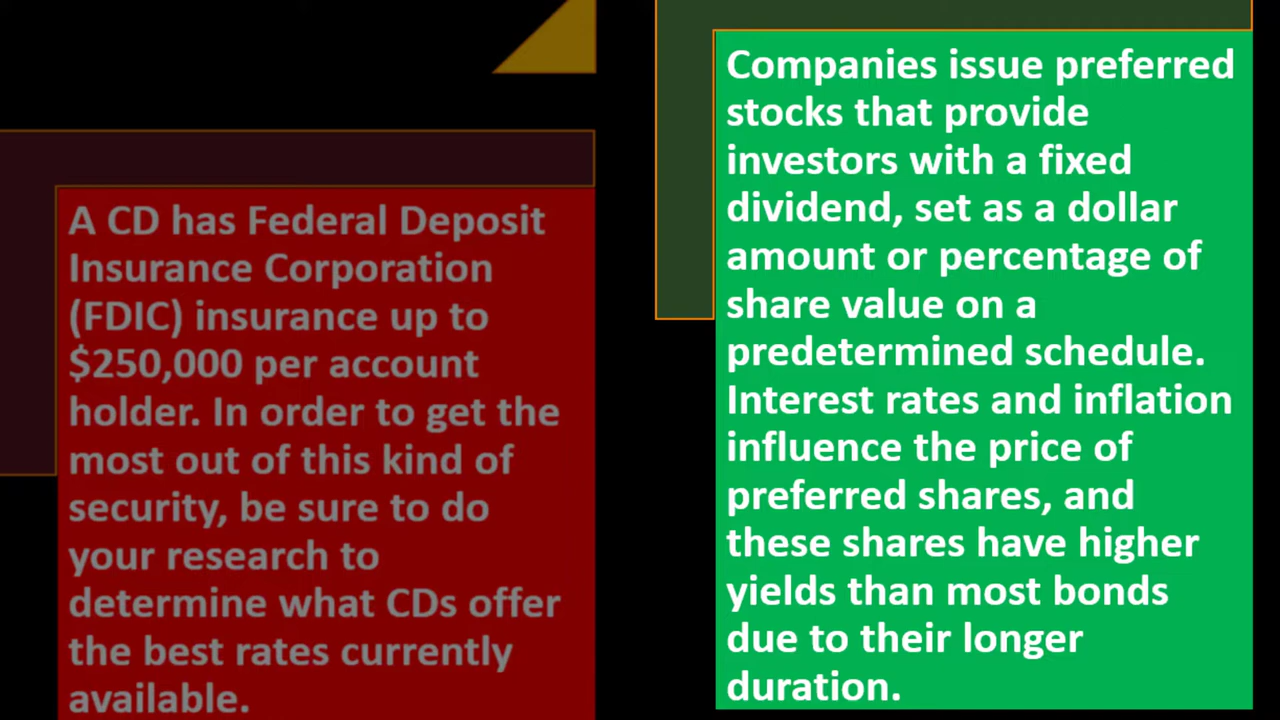 A CD has Federal Deposit
Insurance Corporation
(FDIC) insurance up to
$250,000 per account
holder. In order to get the
most out of this kind of
security, be sure to do
your research to
determine what CDs offer
the best rates currently
available.
Companies issue preferred
stocks that provide
investors with a fixed
dividend, set as a dollar
amount or percentage of
share value on a
predetermined schedule.
Interest rates and inflation
influence the price of
preferred shares, and
these shares have higher
yields than most bonds
due to their longer
duration.